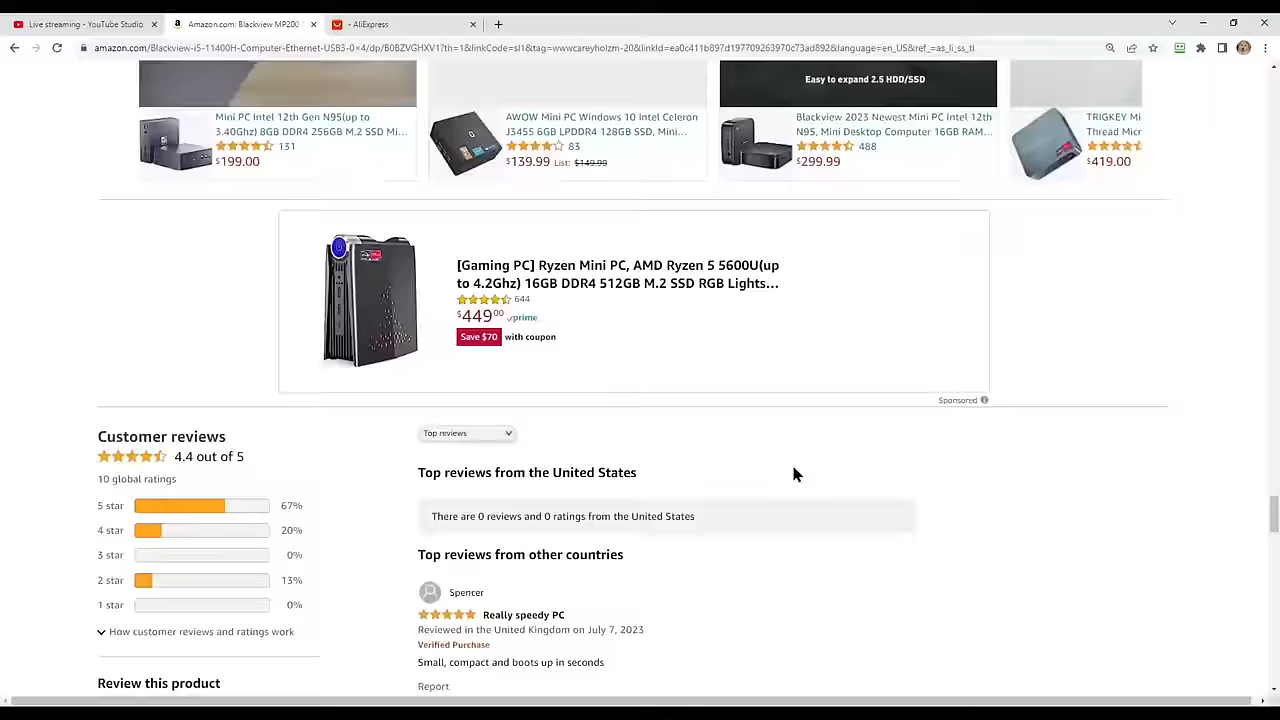 Live streaming - YouTube Studio
Amazon.com: Blackview MP200
- AliExpress
amazon.com/Blackview-i5-11400H-Computer-Ethernet-USB3-0×4/dp/B0BZVGHXV1?th=1&linkCode=sl1&tag=wwwcareyholzm-20&linkId=ea0c411b897d197709263970c73ad892&language=en_US&ref_=as_li_ss_tl
Easy to expand 2.5 HDD/SSD
Mini PC Intel 12th Gen N95(up to
3.40Ghz) 8GB DDR4 256GB M.2 SSD Mi...
131
$199.00
AWOW Mini PC Windows 10 Intel Celeron
J3455 6GB LPDDR4 128GB SSD, Mini...
83
$139.99 List: $149.99
Blackview 2023 Newest Mini PC Intel 12th
N95, Mini Desktop Computer 16GB RAM...
488
$299.99
TRIGKEY Mi
Thread Micr
$419.00
[Gaming PC] Ryzen Mini PC, AMD Ryzen 5 5600U(up
to 4.2Ghz) 16GB DDR4 512GB M.2 SSD RGB Lights...
644
$449.00 prime
Save $70 with coupon
Sponsored
Customer reviews
4.4 out of 5
10 global ratings
5 star 67%
4 star 20%
3 star 0%
2 star 13%
1 star 0%
How customer reviews and ratings work
Review this product
Top reviews
Top reviews from the United States
There are 0 reviews and 0 ratings from the United States
Top reviews from other countries
Spencer
Really speedy PC
Reviewed in the United Kingdom on July 7, 2023
Verified Purchase
Small, compact and boots up in seconds
Report